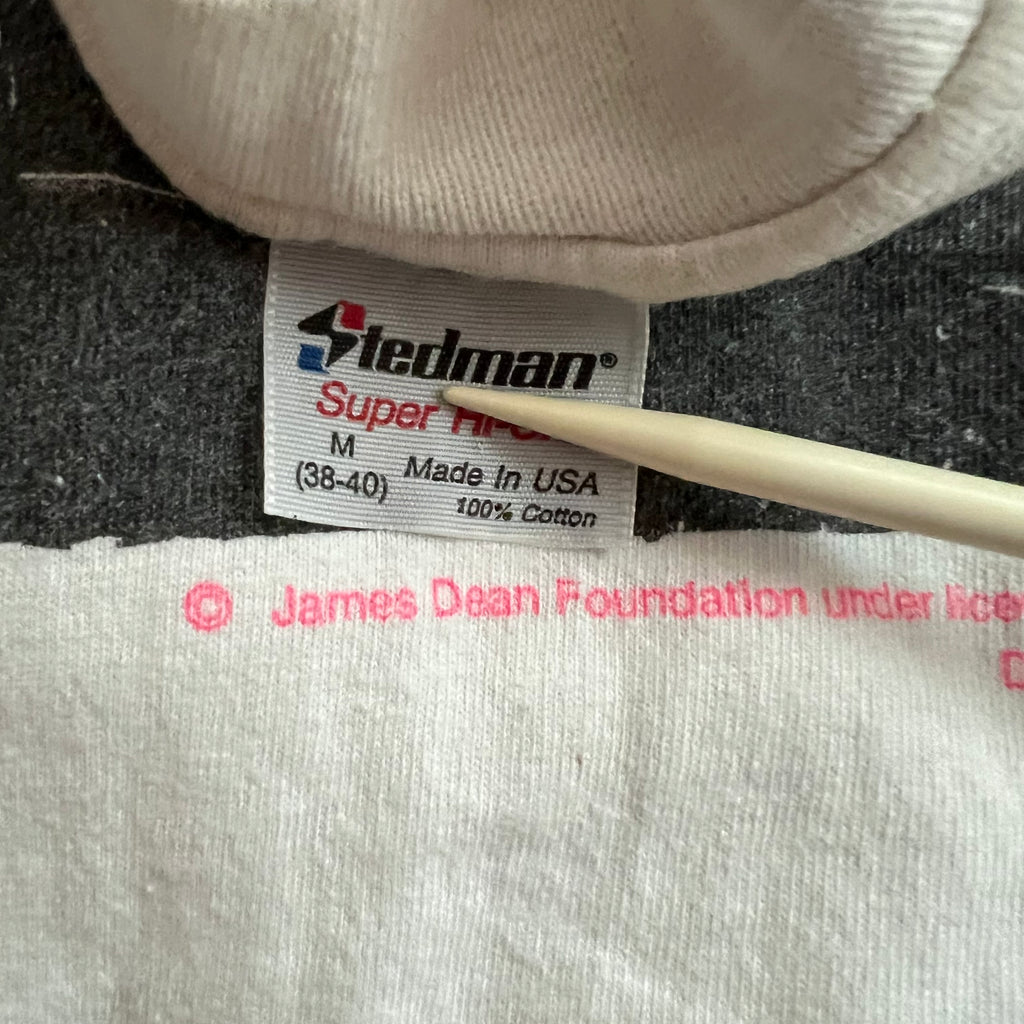 Stedman®
Super
M
(38-40)
Made In USA
100% Cotton
© James Dean Foundation under